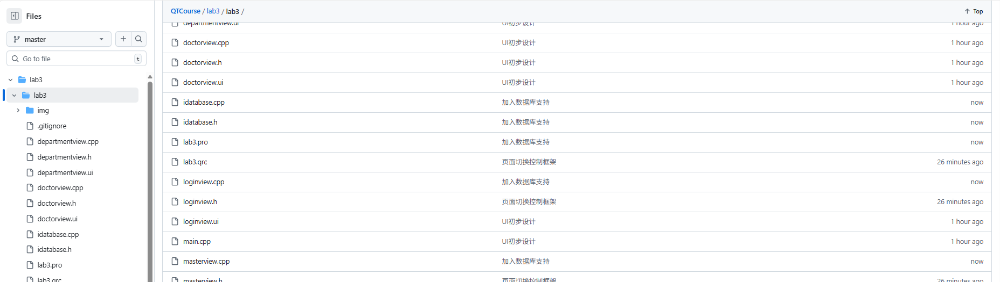 Files
master
Go to file
t
lab3
lab3
img
.gitignore
departmentview.cpp
departmentview.h
departmentview.ui
doctorview.cpp
doctorview.h
doctorview.ui
idatabase.cpp
idatabase.h
lab3.pro
lab3.qrc
QTCourse / lab3 / lab3 /
Top
departmentview.ui UI初步设计 1 hour ago
doctorview.cpp UI初步设计 1 hour ago
doctorview.h UI初步设计 1 hour ago
doctorview.ui UI初步设计 1 hour ago
idatabase.cpp 加入数据库支持 now
idatabase.h 加入数据库支持 now
lab3.pro 加入数据库支持 now
lab3.qrc 页面切换控制框架 26 minutes ago
loginview.cpp 加入数据库支持 now
loginview.h 页面切换控制框架 26 minutes ago
loginview.ui UI初步设计 1 hour ago
main.cpp UI初步设计 1 hour ago
masterview.cpp 加入数据库支持 now
masterview.h 页面切换控制框架 26 minutes ago